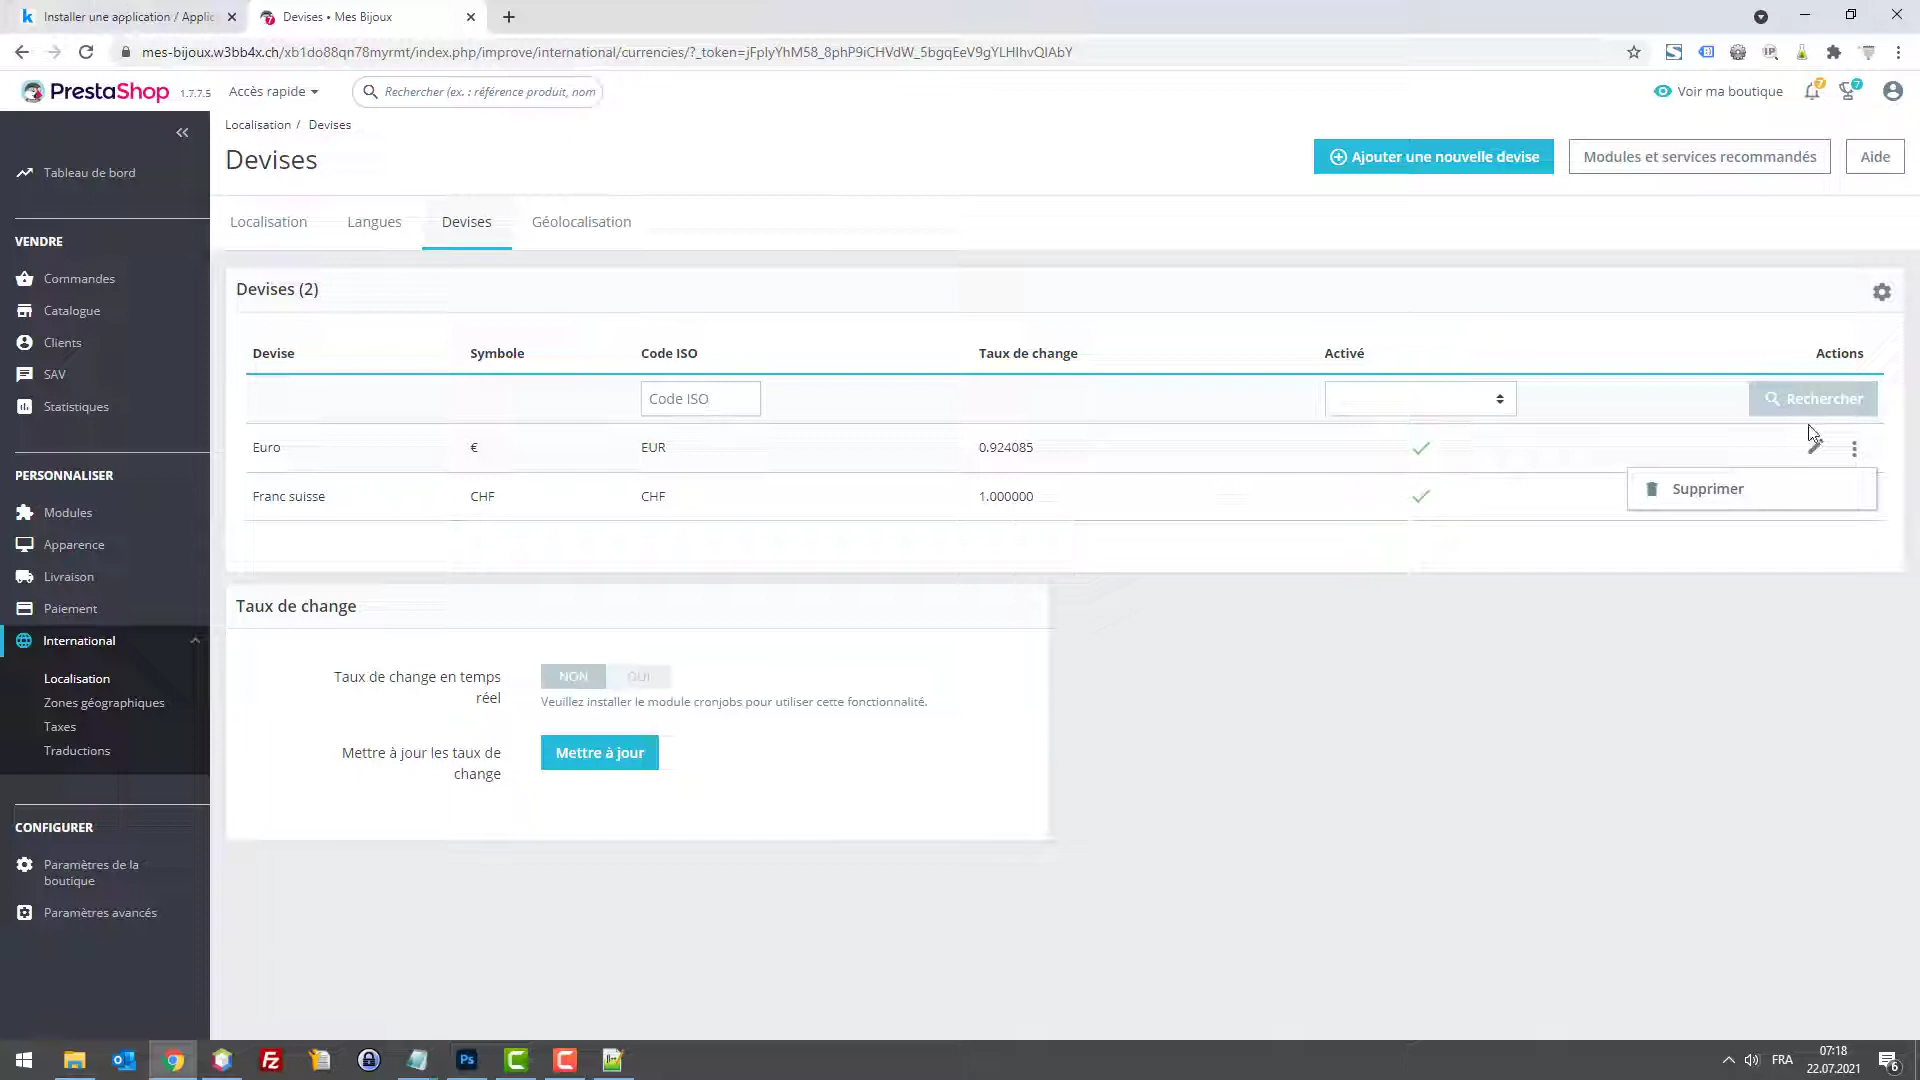 Installer une application / Applic
Devises • Mes Bijoux
mes-bijoux.w3bb4x.ch/xb1do88qn78myrmt/index.php/improve/international/currencies/?_token=jFpIyYhM58_8phP9iCHVdW_5bgqEeV9gYLHIhvQIAbY
PrestaShop 1.7.7.5
Accès rapide
Rechercher (ex. : référence produit, nom
Voir ma boutique
7
7
Localisation / Devises
Devises
Ajouter une nouvelle devise
Modules et services recommandés
Aide
Tableau de bord
VENDRE
Commandes
Catalogue
Clients
SAV
Statistiques
PERSONNALISER
Modules
Apparence
Livraison
Paiement
International
Localisation
Zones géographiques
Taxes
Traductions
CONFIGURER
Paramètres de la
boutique
Paramètres avancés
Localisation Langues Devises Géolocalisation
Devises (2)
Devise Symbole Code ISO Taux de change Activé Actions
Code ISO
Rechercher
Euro € EUR 0.924085
Supprimer
Franc suisse CHF CHF 1.000000
Taux de change
Taux de change en temps
réel
NON OUI
Veuillez installer le module cronjobs pour utiliser cette fonctionnalité.
Mettre à jour les taux de
change
Mettre à jour
FRA
07:18
22.07.2021
6